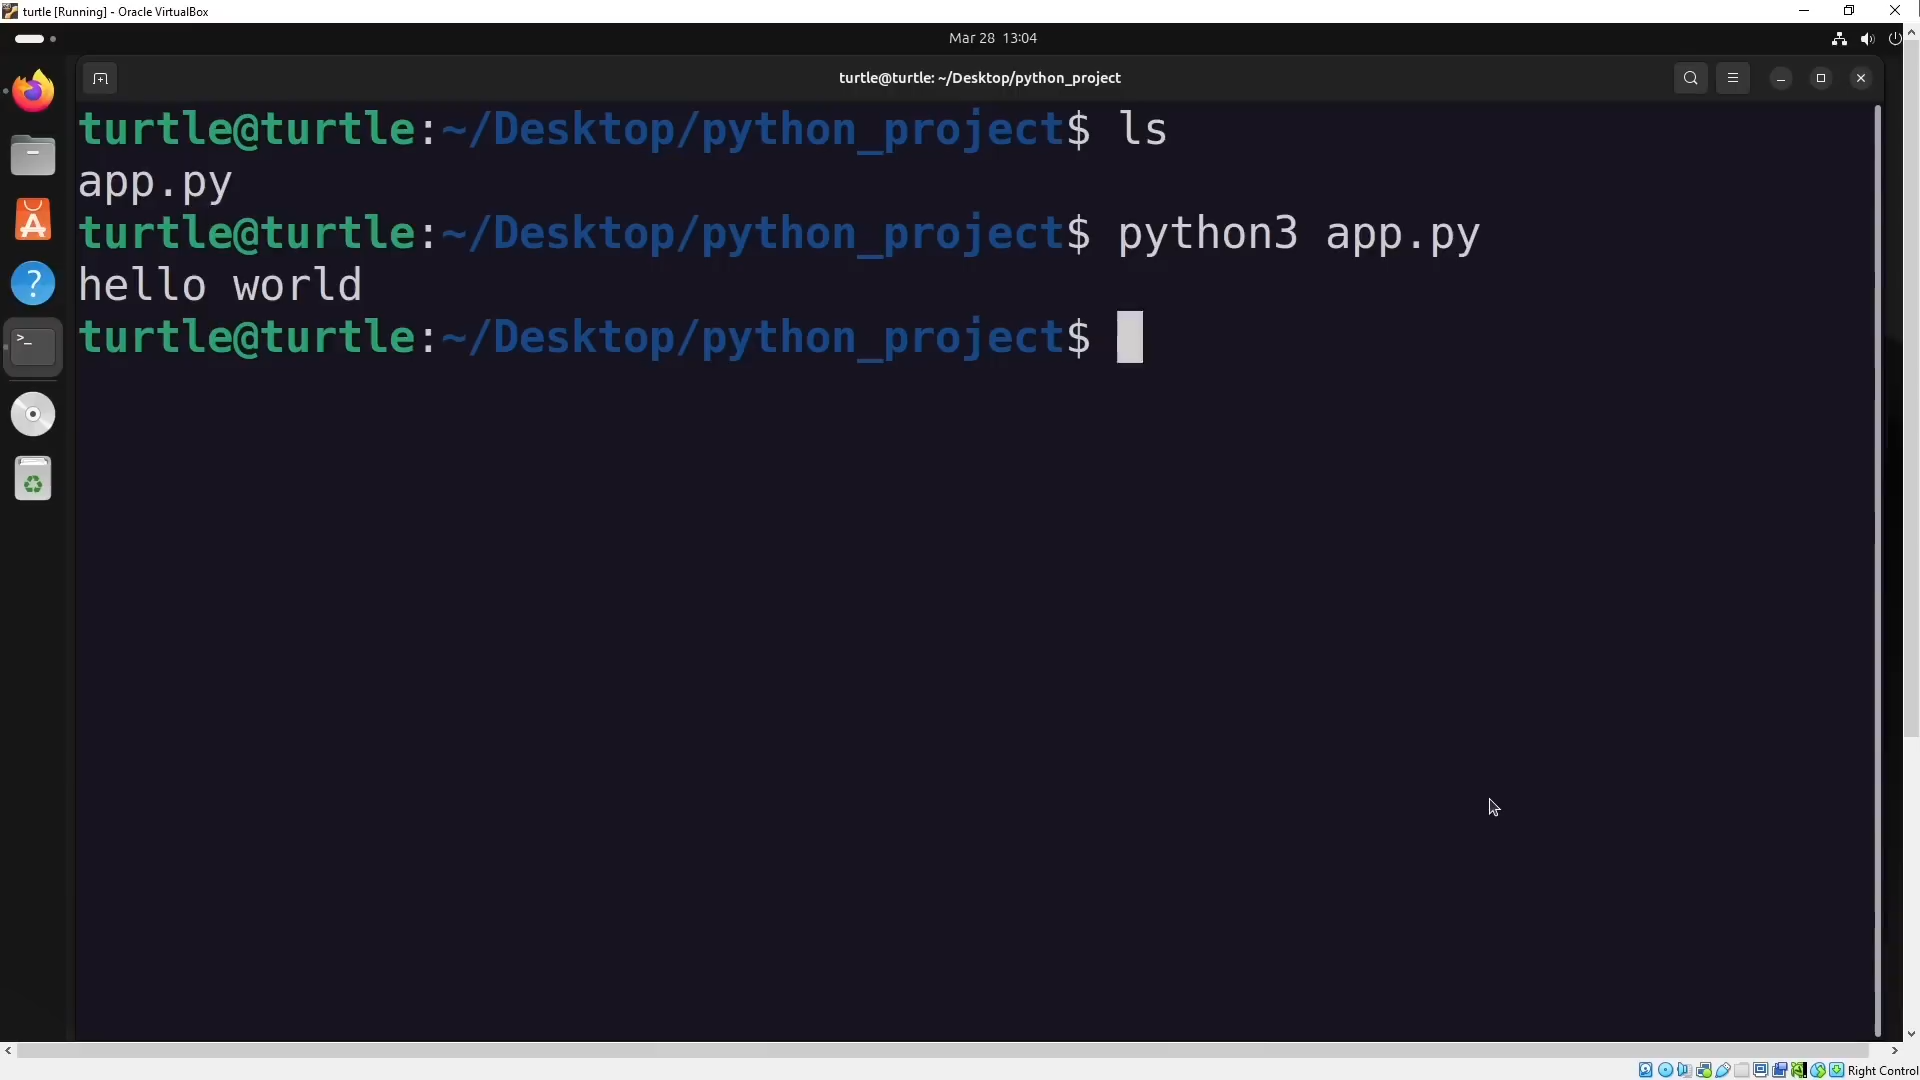 turtle [Running] - Oracle VirtualBox
Mar 28 13:04
turtle@turtle: ~/Desktop/python_project
turtle@turtle:~/Desktop/python_project$ ls
app.py
turtle@turtle:~/Desktop/python_project$ python3 app.py
hello world
turtle@turtle:~/Desktop/python_project$
Right Control